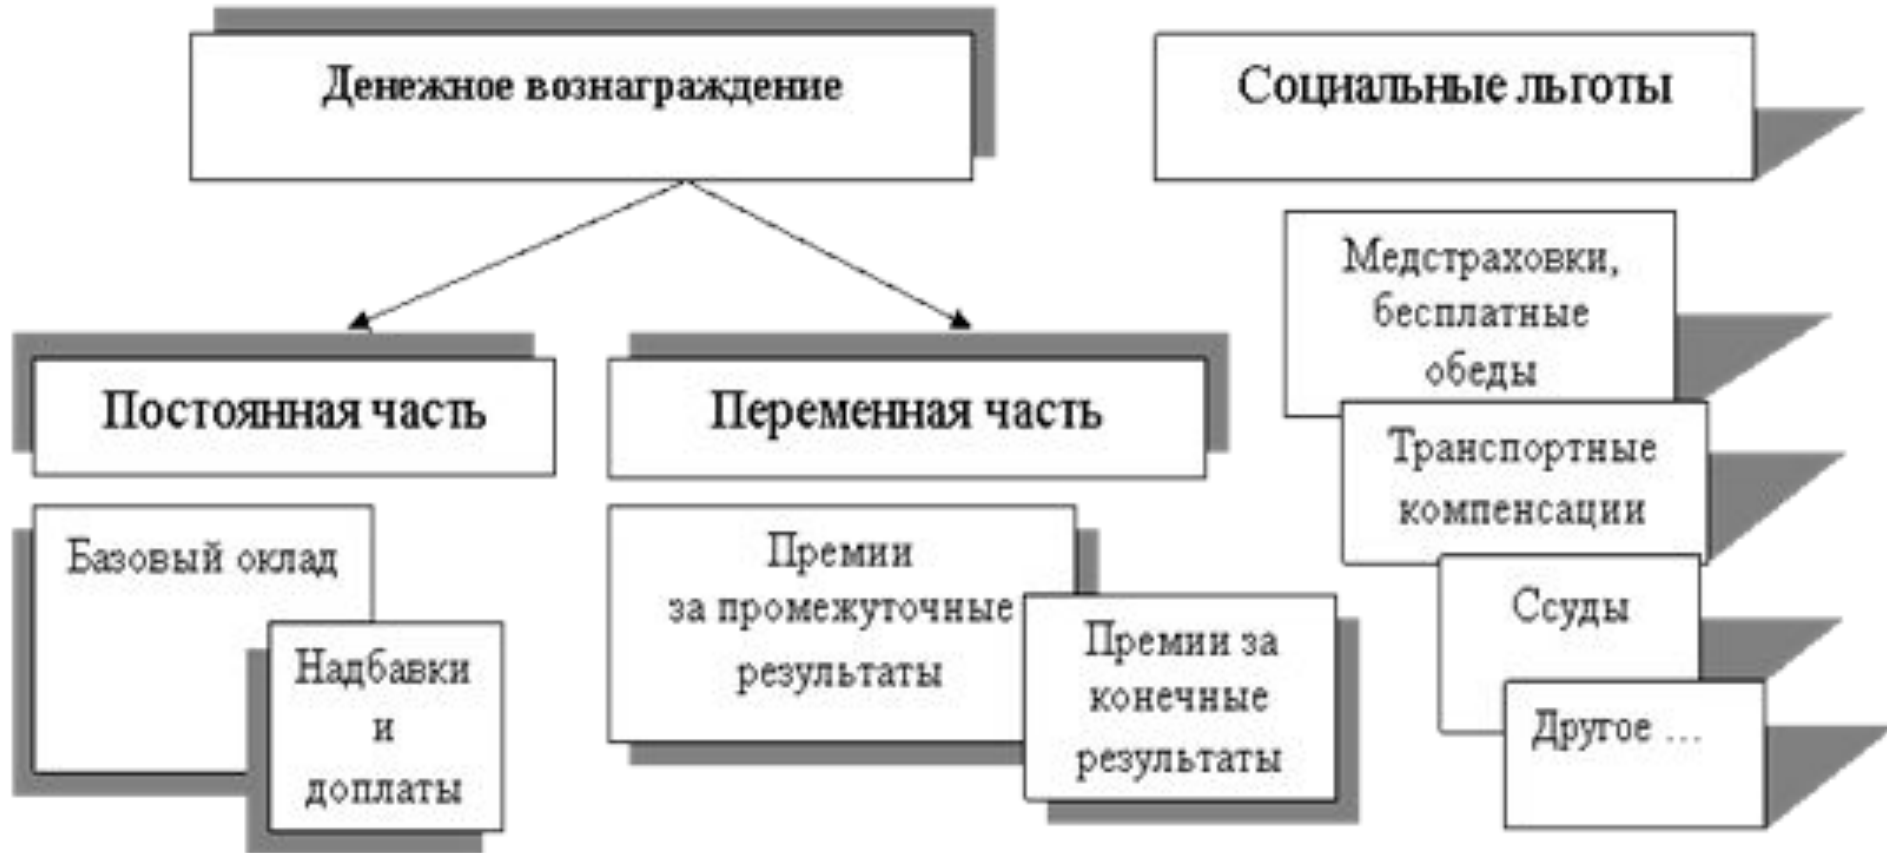 Денежное вознаграждение
Социальные льготы
Постоянная часть
Переменная часть
Базовый оклад
Надбавки
и
доплаты
Премии
за промежуточные
результаты
Премии за
конечные
результаты
Медстраховки,
бесплатные
обеды
Транспортные
компенсации
Ссуды
Другое ...